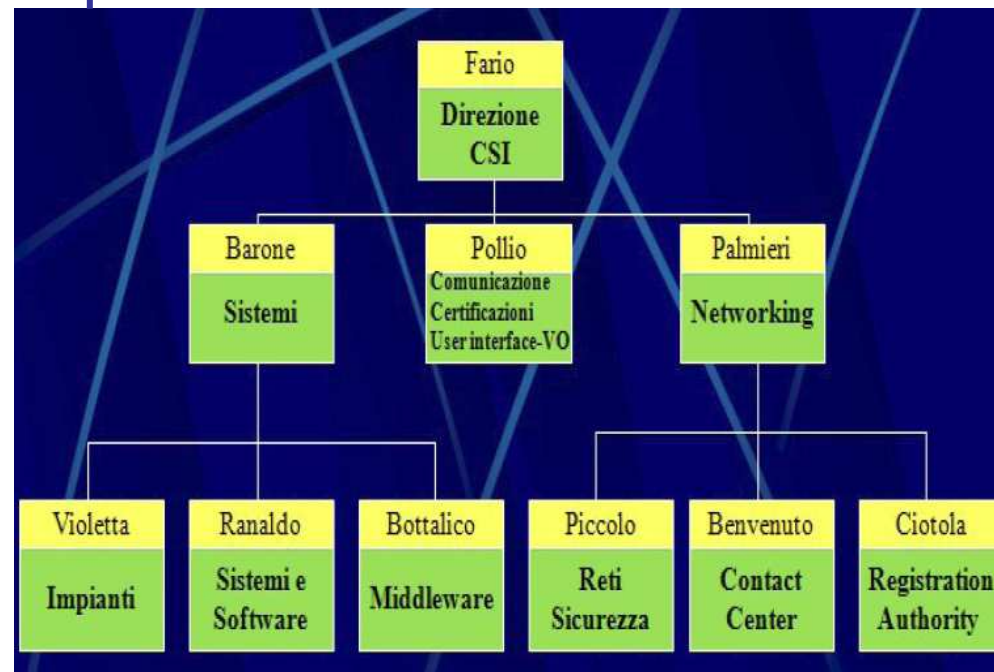 Fario
Direzione
CSI
Barone
Sistemi
Pollio
Comunicazione
Certificazioni
User interface-VO
Palmieri
Networking
Violetta
Impianti
Ranaldo
Sistemi e
Software
Bottalico
Middleware
Piccolo
Reti
Sicurezza
Benvenuto
Contact
Center
Ciotola
Registration
Authority